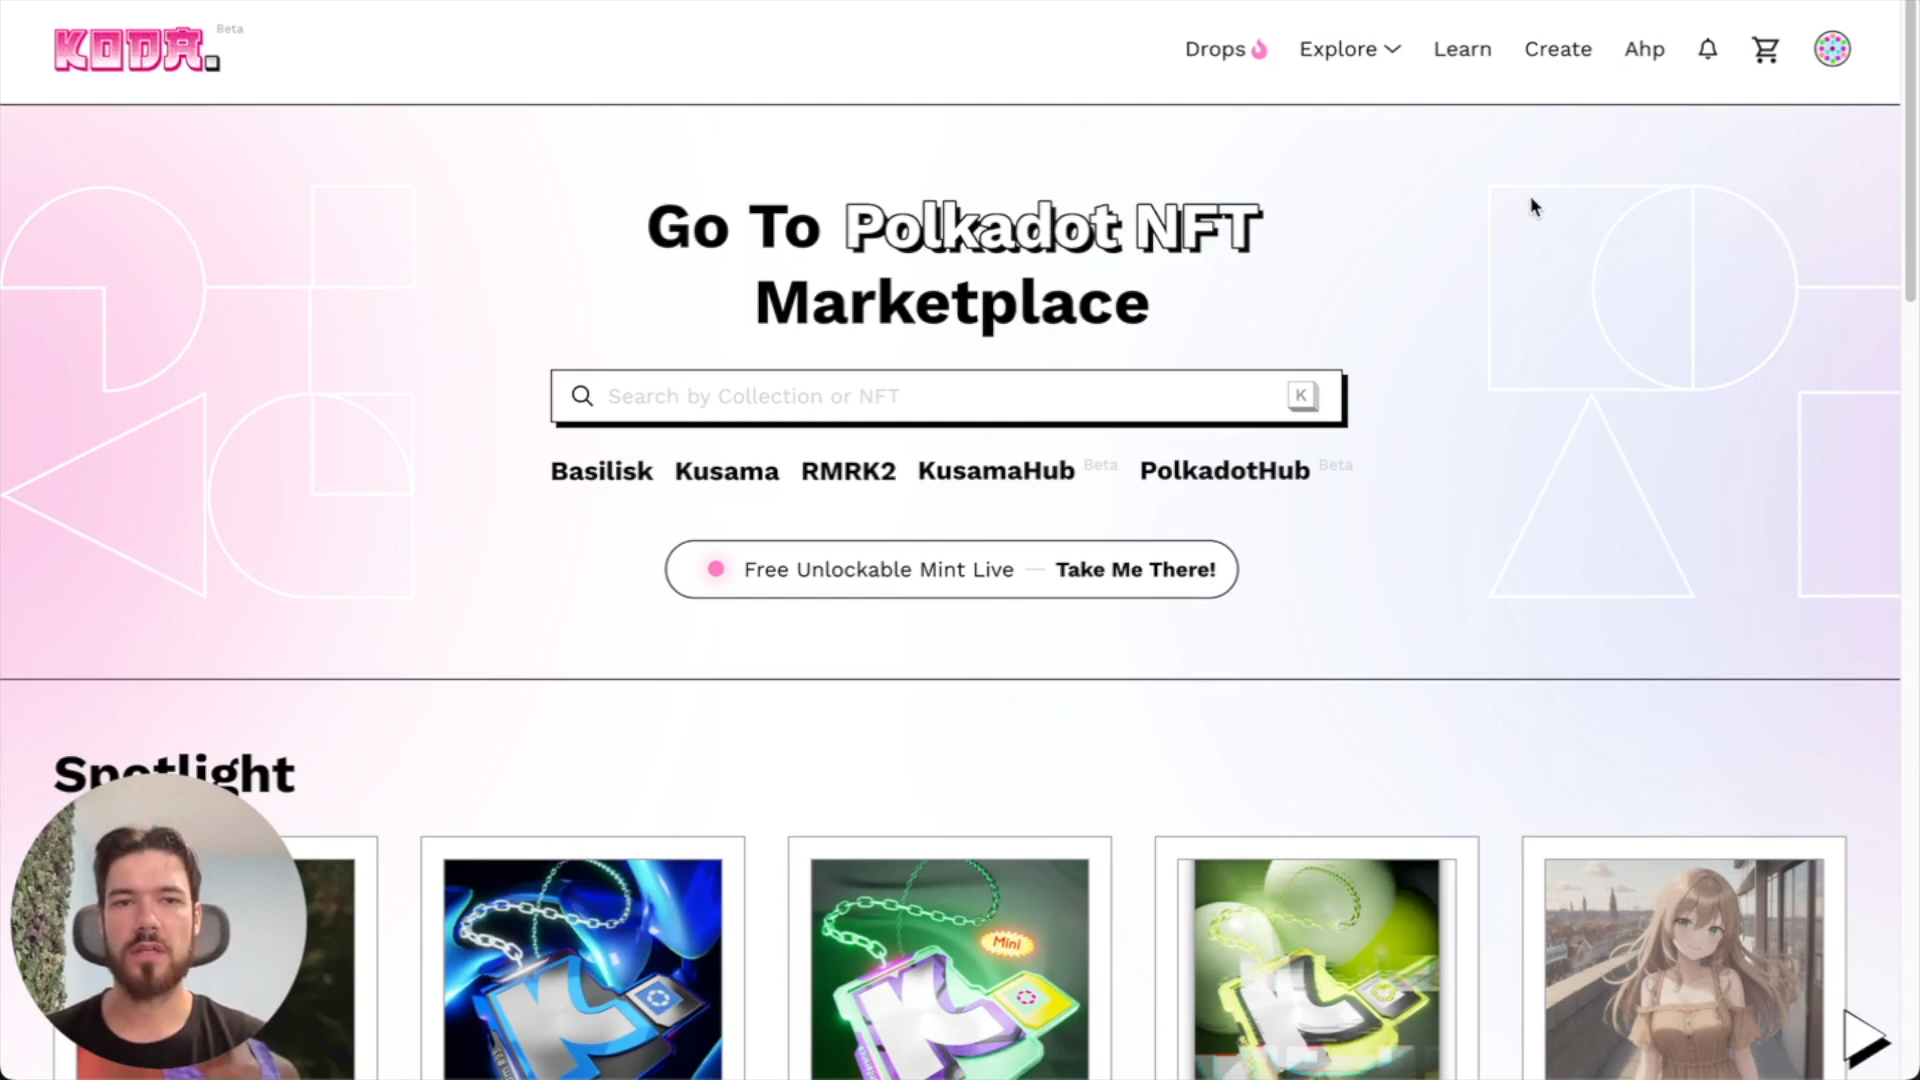 KODA. Beta
Drops Explore Learn Create Ahp
Go To Polkadot NFT
Marketplace
Search by Collection or NFT K
Basilisk Kusama RMRK2 KusamaHub Beta PolkadotHub Beta
Free Unlockable Mint Live — Take Me There!
Spotlight
Mini